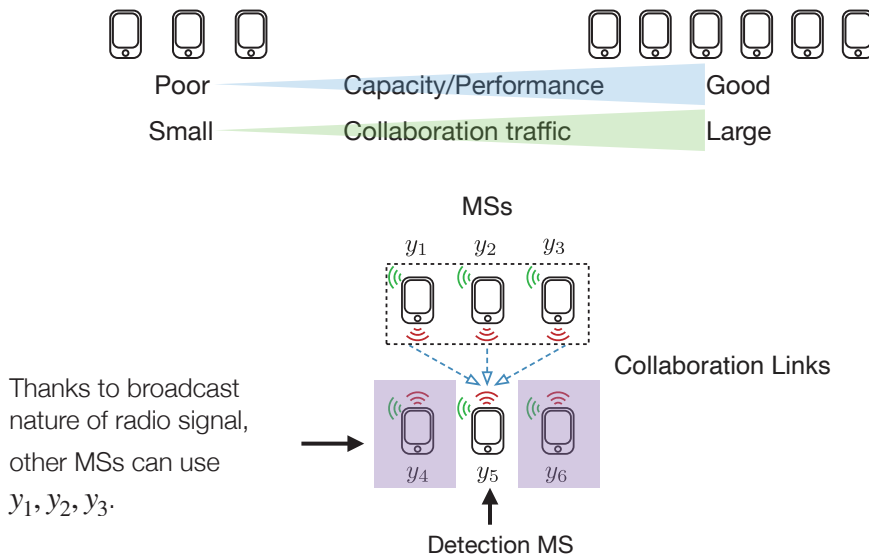 Poor Capacity/Performance Good
Small Collaboration traffic Large
MSs
y1 y2 y3
Collaboration Links
Thanks to broadcast
nature of radio signal,
other MSs can use
y1, y2, y3.
y4 y5 y6
Detection MS